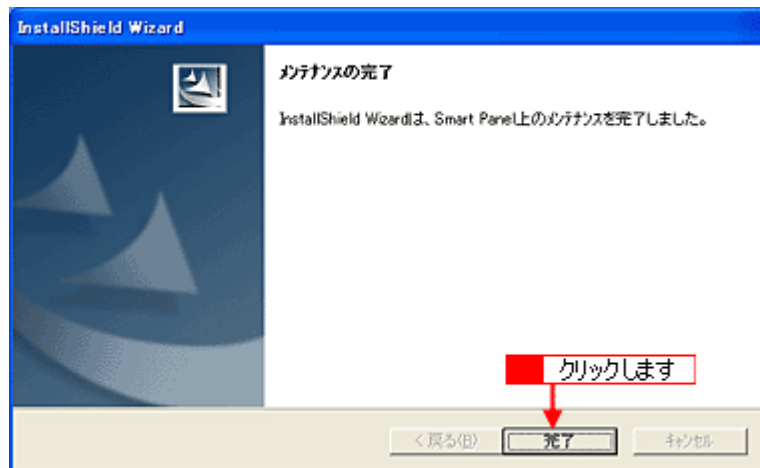 InstallShield Wizard
メンテナンスの完了
InstallShield Wizardは、Smart Panel上のメンテナンスを完了しました。
クリックします
< 戻る(B)
完了
キャンセル